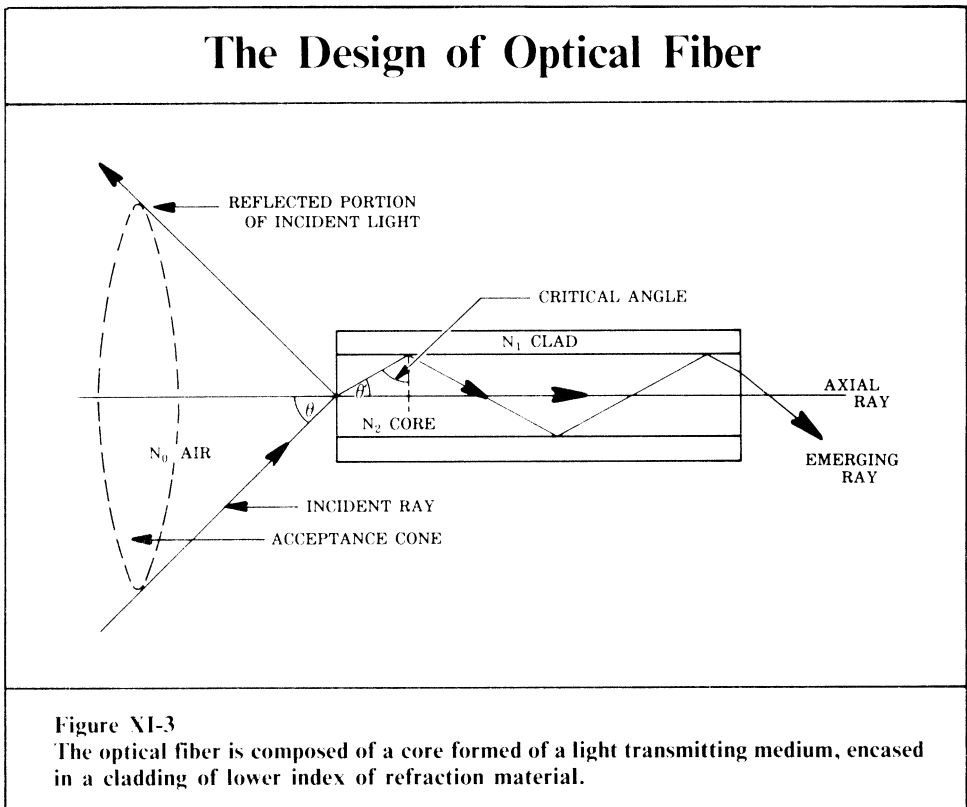 The Design of Optical Fiber
REFLECTED PORTION
OF INCIDENT LIGHT
CRITICAL ANGLE
N₁ CLAD
θ
θ'
N₂ CORE
AXIAL
RAY
N₀ AIR
EMERGING
RAY
INCIDENT RAY
ACCEPTANCE CONE
Figure XI-3
The optical fiber is composed of a core formed of a light transmitting medium, encased
in a cladding of lower index of refraction material.